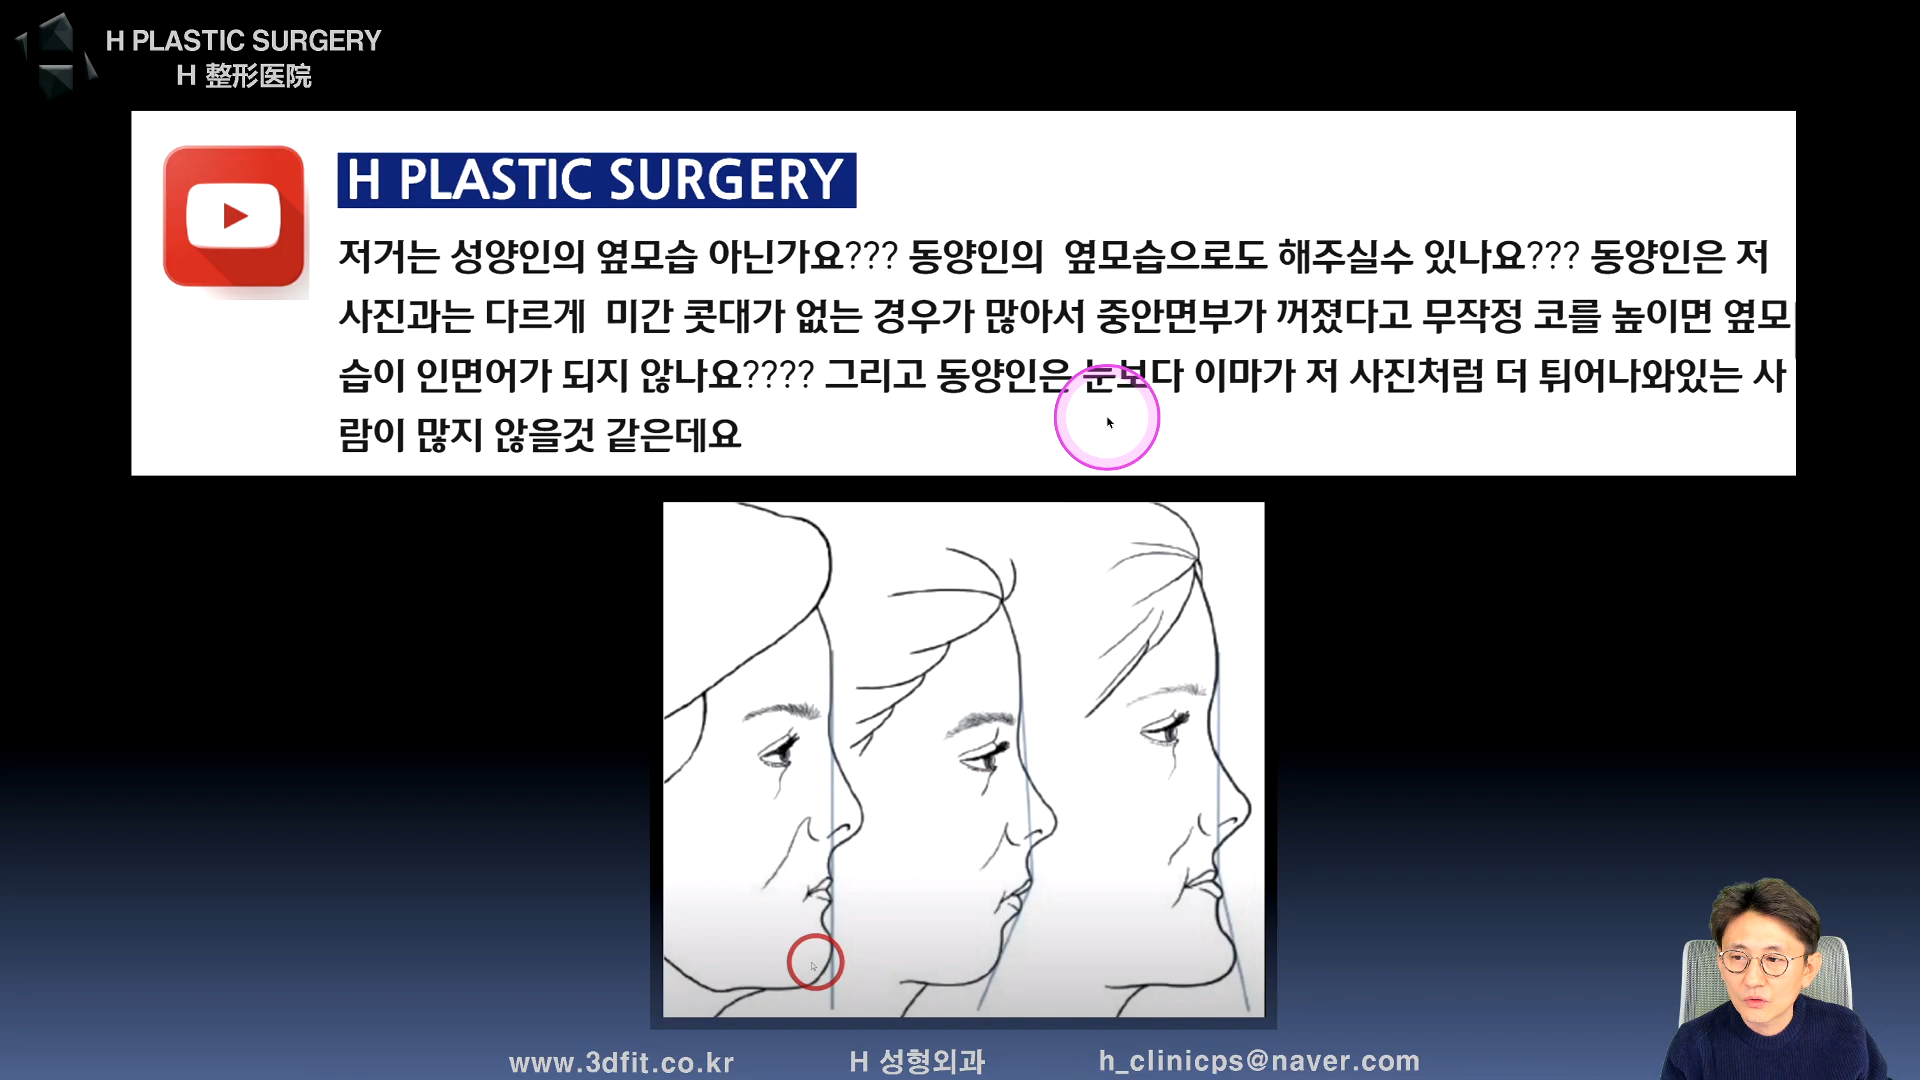 H PLASTIC SURGERY
H 整形医院
H PLASTIC SURGERY
저거는 성양인의 옆모습 아닌가요??? 동양인의 옆모습으로도 해주실수 있나요??? 동양인은 저
사진과는 다르게 미간 콧대가 없는 경우가 많아서 중안면부가 꺼졌다고 무작정 코를 높이면 옆모
습이 인면어가 되지 않나요???? 그리고 동양인은 눈보다 이마가 저 사진처럼 더 튀어나와있는 사
람이 많지 않을것 같은데요
www.3dfit.co.kr H 성형외과 h_clinicps@naver.com